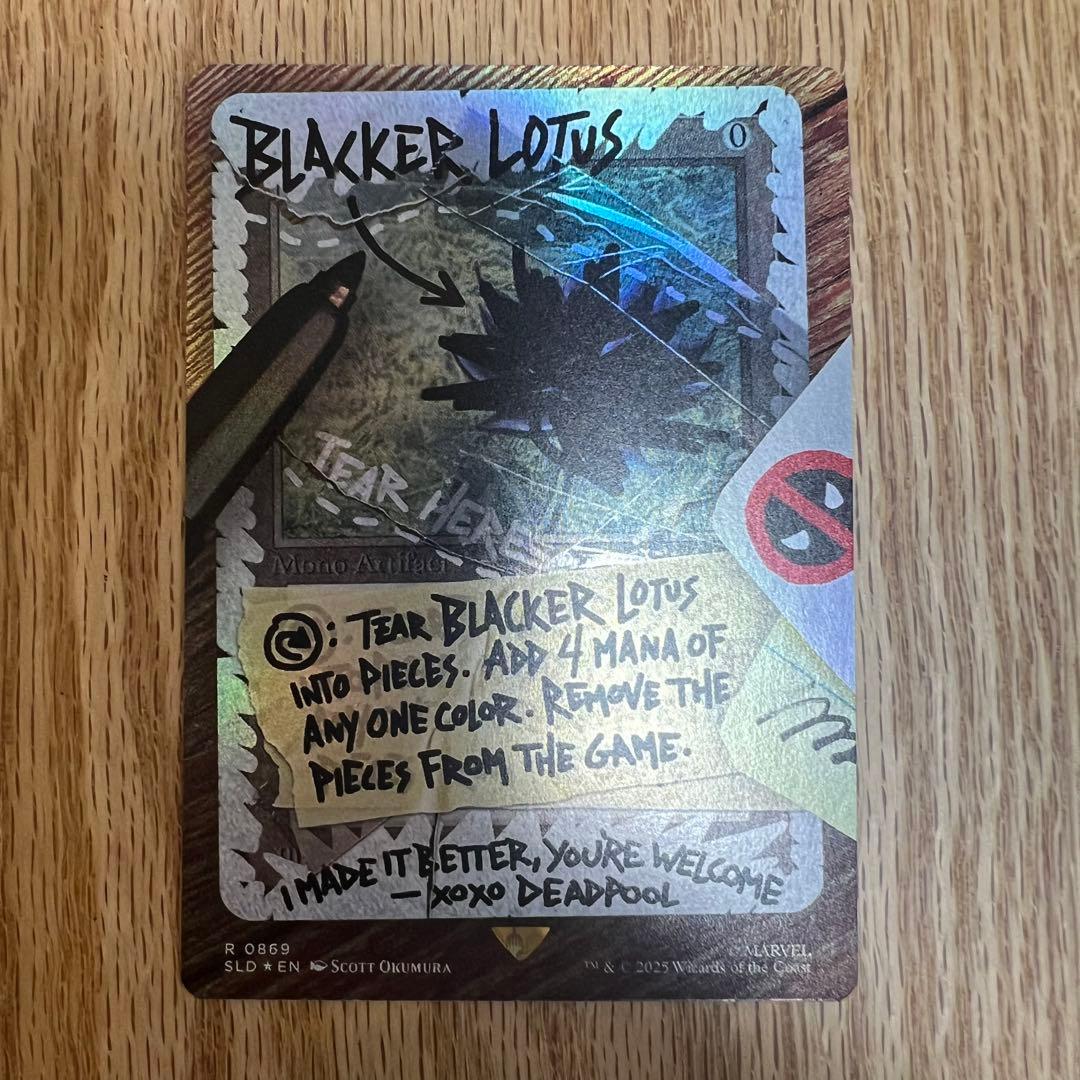 BLACKER LOTUS
0
TEAR HERE
Mono Artifact
: TEAR BLACKER LOTUS
INTO PIECES. ADD 4 MANA OF
ANY ONE COLOR. REMOVE THE
PIECES FROM THE GAME.
I MADE IT BETTER, YOU'RE WELCOME
— XOXO DEADPOOL
R 0869
SLD ★ EN SCOTT OKUMURA
© MARVEL.
™ & © 2025 Wizards of the Coast